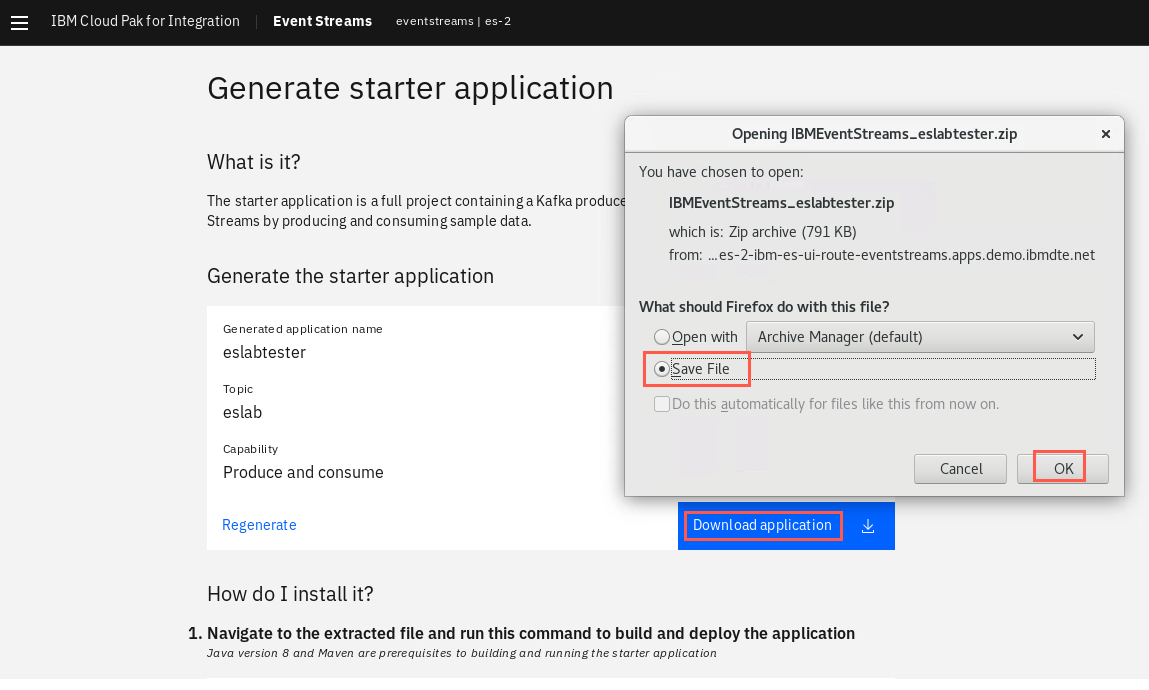 IBM Cloud Pak for Integration
Event Streams
eventstreams | es-2
Generate starter application
What is it?
The starter application is a full project containing a Kafka produce
Streams by producing and consuming sample data.
Generate the starter application
Generated application name
eslabtester
Topic
eslab
Capability
Produce and consume
Regenerate
Download application
Opening IBMEventStreams_eslabtester.zip
You have chosen to open:
IBMEventStreams_eslabtester.zip
which is: Zip archive (791 KB)
from: ...es-2-ibm-es-ui-route-eventstreams.apps.demo.ibmdte.net
What should Firefox do with this file?
Open with
Archive Manager (default)
Save File
Do this automatically for files like this from now on.
Cancel
OK
How do I install it?
1. Navigate to the extracted file and run this command to build and deploy the application
Java version 8 and Maven are prerequisites to building and running the starter application